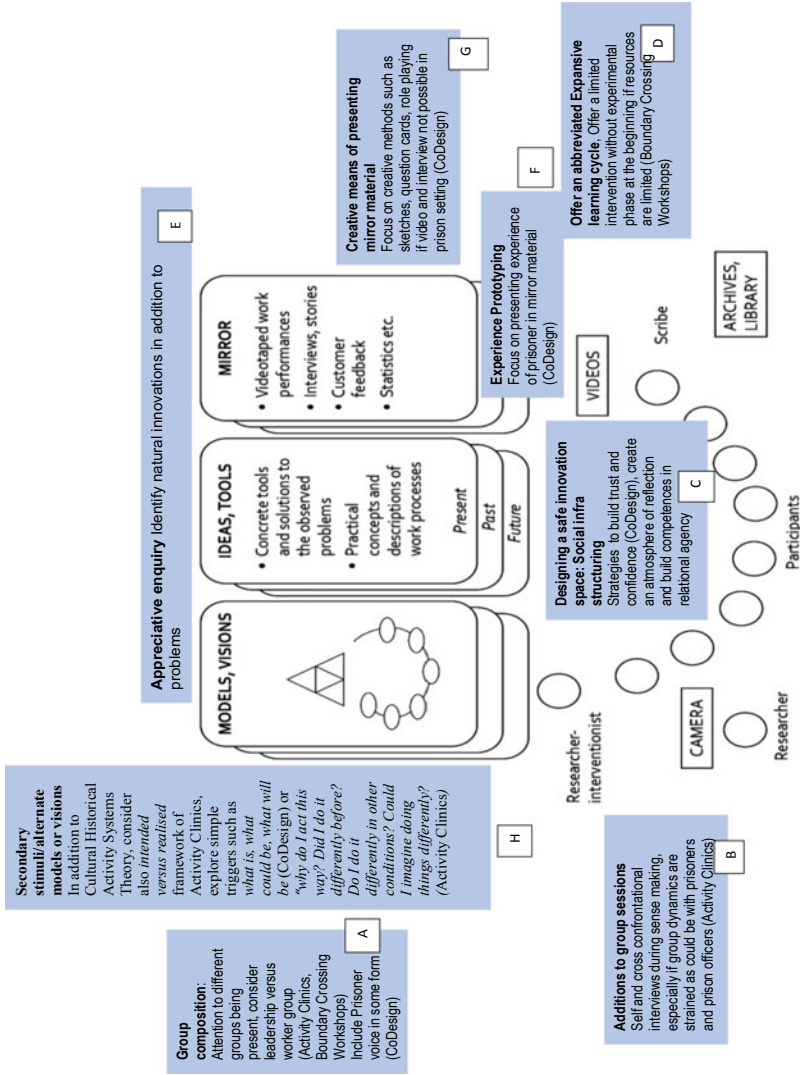 Group
composition:
Attention to different
groups being
present, consider
leadership versus
worker group
(Activity Clinics,
Boundary Crossing
Workshops)
Include Prisoner
voice in some form
(CoDesign)
A
Secondary
stimuli/alternate
models or visions
In addition to
Cultural Historical
Activity Systems
Theory, consider
also intended
versus realised
framework of
Activity Clinics,
explore simple
triggers such as
what is, what
could be, what will
be (CoDesign) or
“why do I act this
way? Did I do it
differently before?
Do I do it
differently in other
conditions? Could
I imagine doing
things differently?
(Activity Clinics)
H
Appreciative enquiry Identify natural innovations in addition to
problems
E
Creative means of presenting
mirror material
Focus on creative methods such as
sketches, question cards, role playing
if video and interview not possible in
prison setting (CoDesign)
G
MODELS, VISIONS
IDEAS, TOOLS
• Concrete tools
and solutions to
the observed
problems
• Practical
concepts and
descriptions of
work processes
Present
Past
Future
MIRROR
• Videotaped work
performances
• Interviews, stories
• Customer
feedback
• Statistics etc.
Experience Prototyping
Focus on presenting experience
of prisoner in mirror material
(CoDesign)
F
Offer an abbreviated Expansive
learning cycle, Offer a limited
intervention without experimental
phase at the beginning if resources
are limited (Boundary Crossing
Workshops)
D
Additions to group sessions
Self and cross confrontational
interviews during sense making,
especially if group dynamics are
strained as could be with prisoners
and prison officers (Activity Clinics)
B
Researcher-
interventionist
CAMERA
Researcher
Designing a safe innovation
space: Social infra
structuring
Strategies to build trust and
confidence (CoDesign), create
an atmosphere of reflection
and build competences in
relational agency
C
Participants
VIDEOS
Scribe
ARCHIVES,
LIBRARY